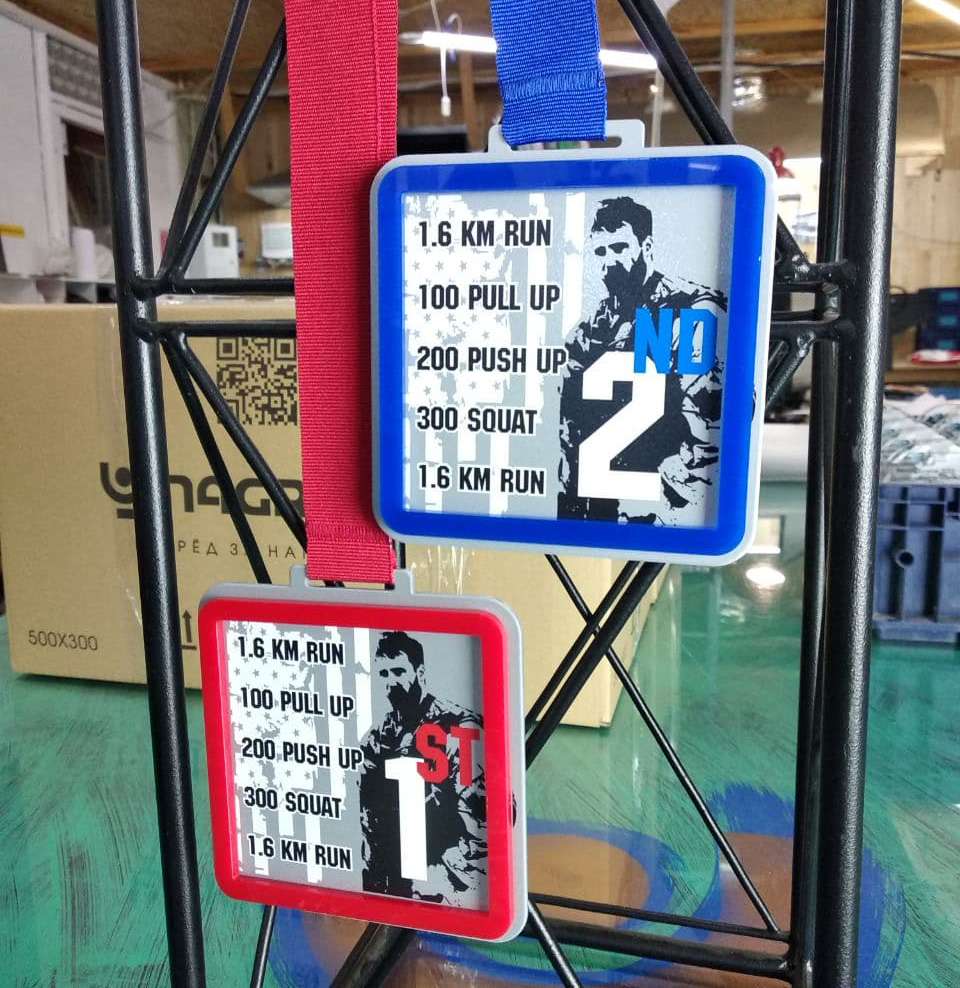 1.6 KM RUN
100 PULL UP
200 PUSH UP
300 SQUAT
1.6 KM RUN
2 ND
500X300
1.6 KM RUN
100 PULL UP
200 PUSH UP
300 SQUAT
1.6 KM RUN
1 ST